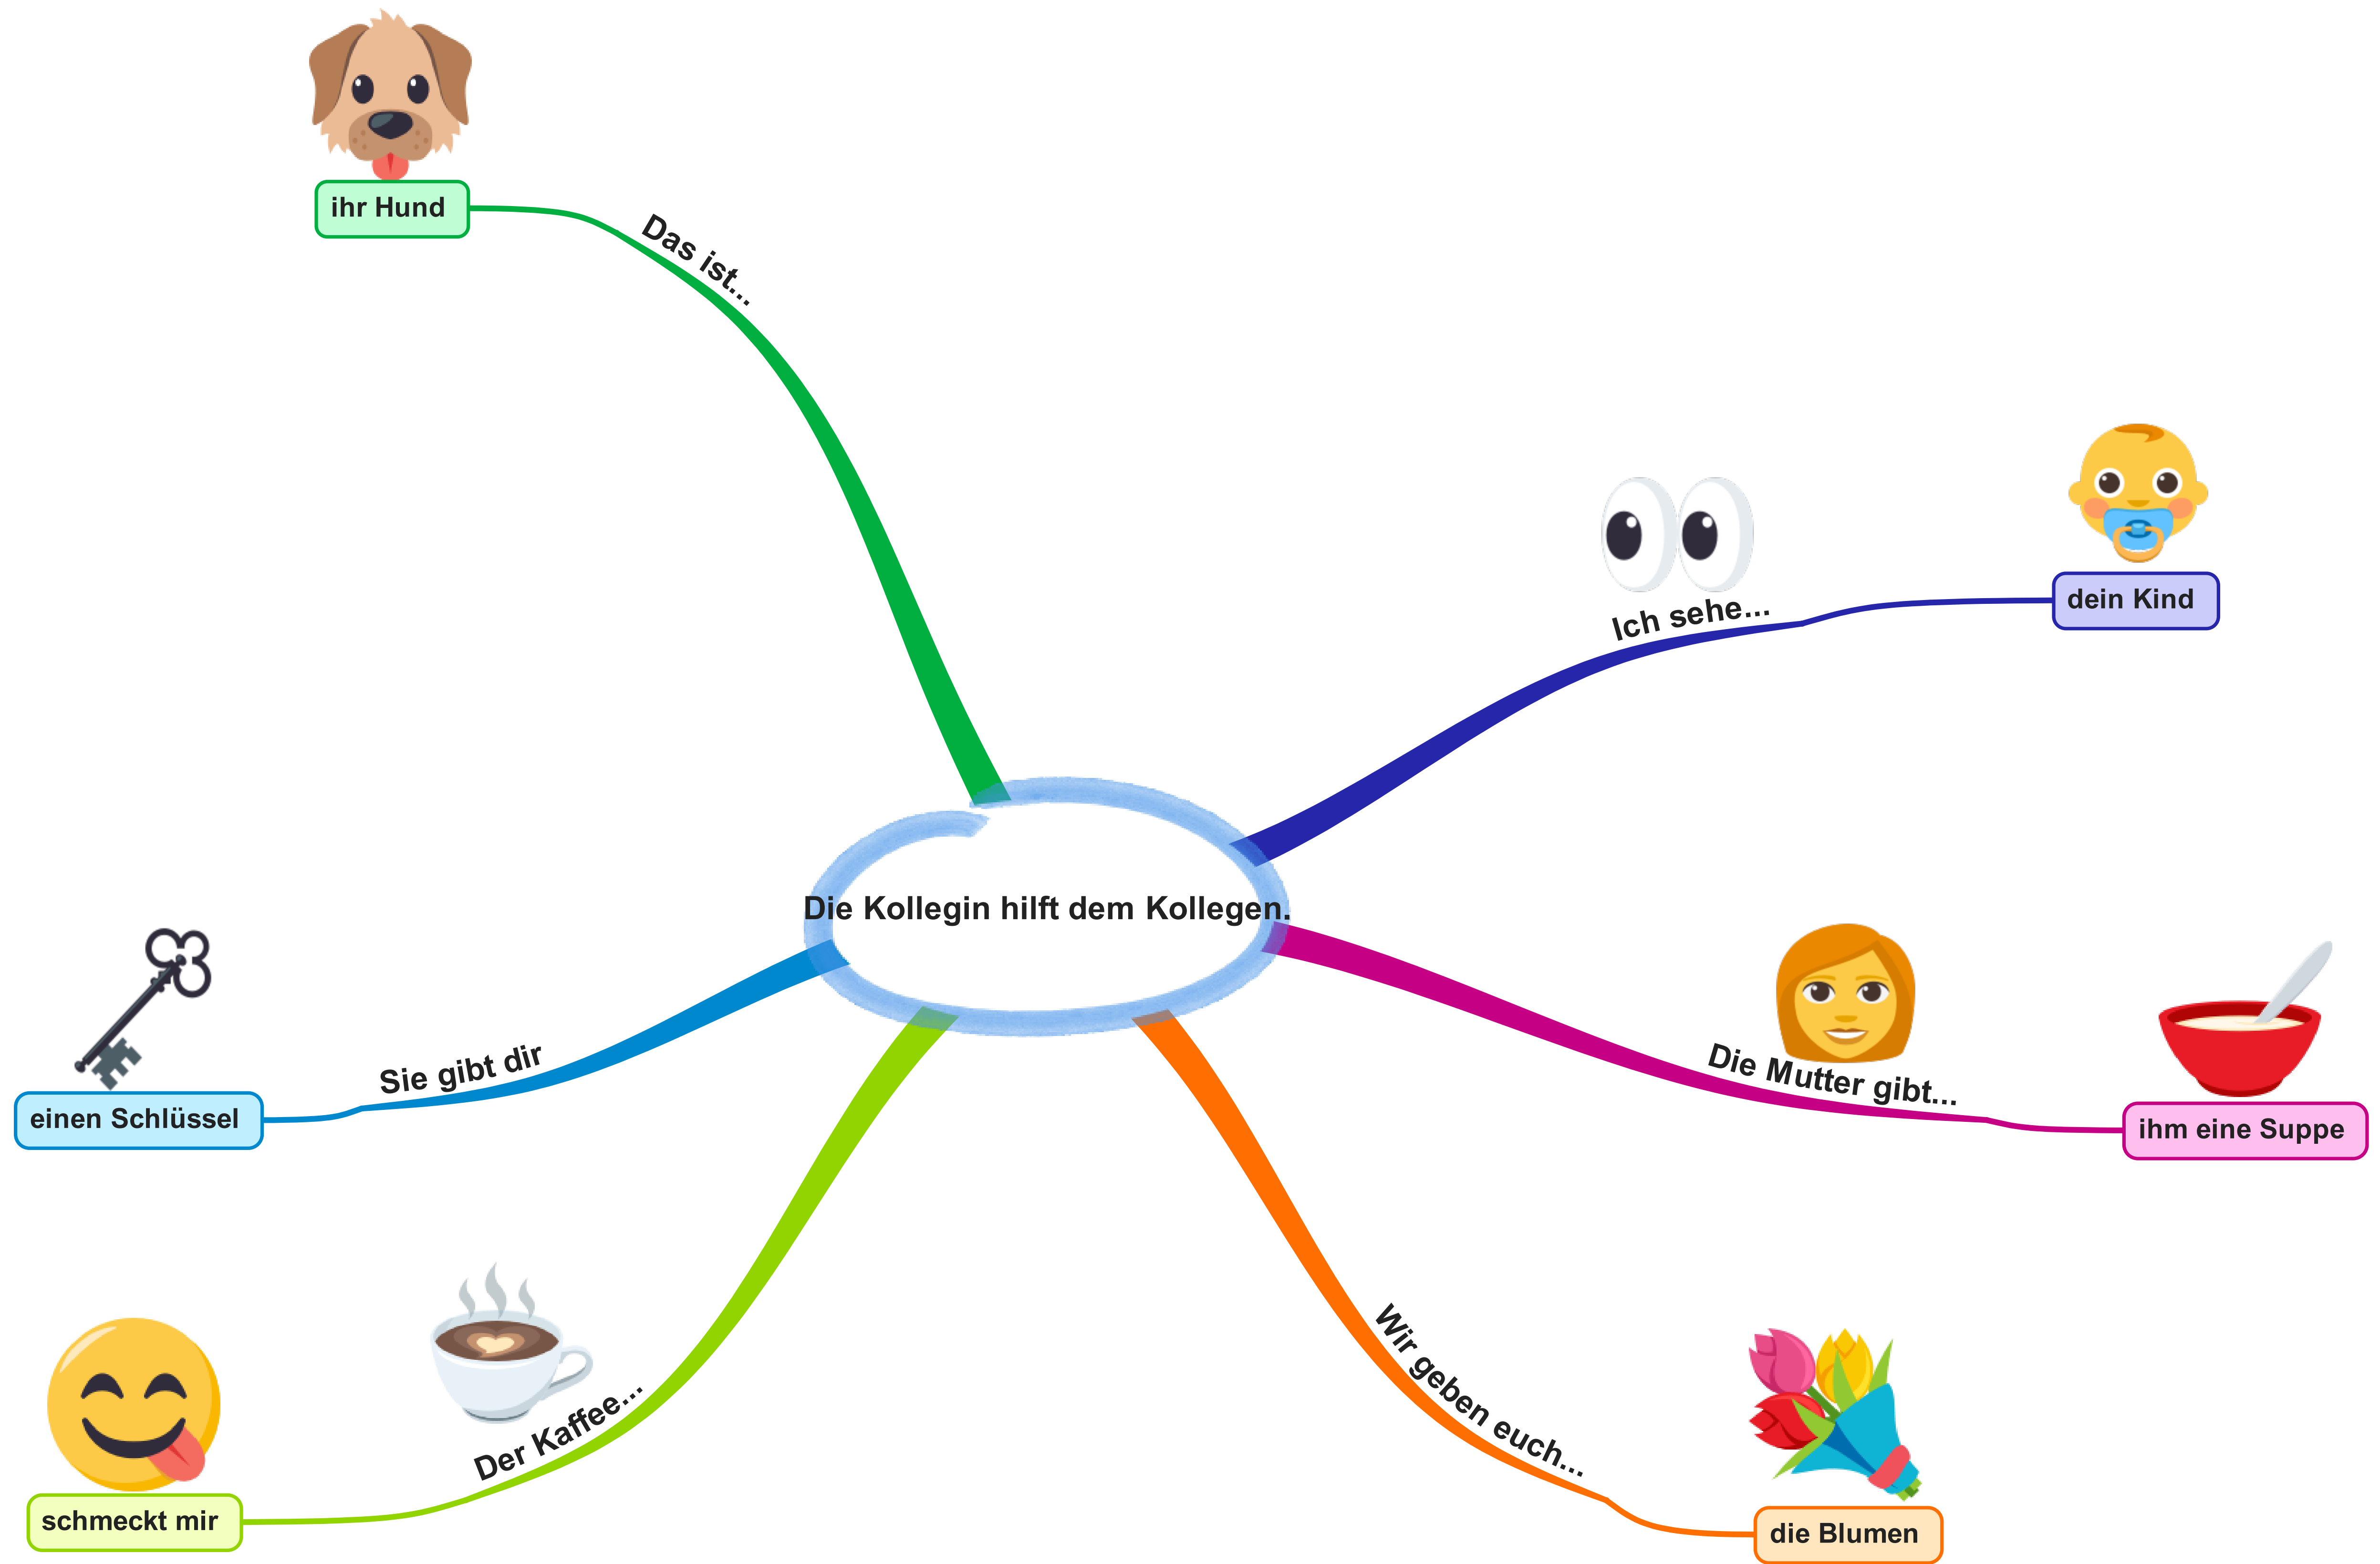 ihr Hund
Das ist...
Ich sehe...
dein Kind
Die Kollegin hilft dem Kollegen.
Sie gibt dir
einen Schlüssel
Die Mutter gibt...
ihm eine Suppe
Der Kaffee...
schmeckt mir
Wir geben euch...
die Blumen